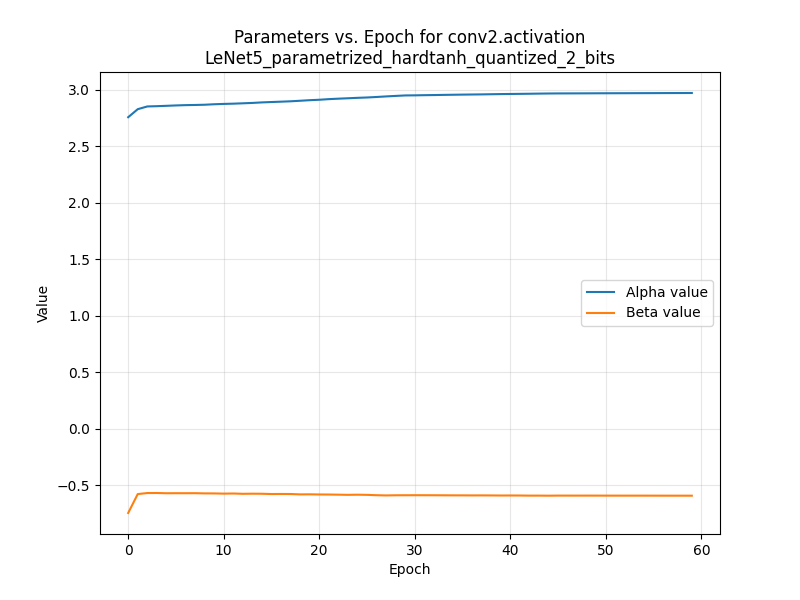 Parameters vs. Epoch for conv2.activation
LeNet5_parametrized_hardtanh_quantized_2_bits
3.0
2.5
2.0
1.5
1.0
0.5
0.0
−0.5
Value
Alpha value
Beta value
0 10 20 30 40 50 60
Epoch